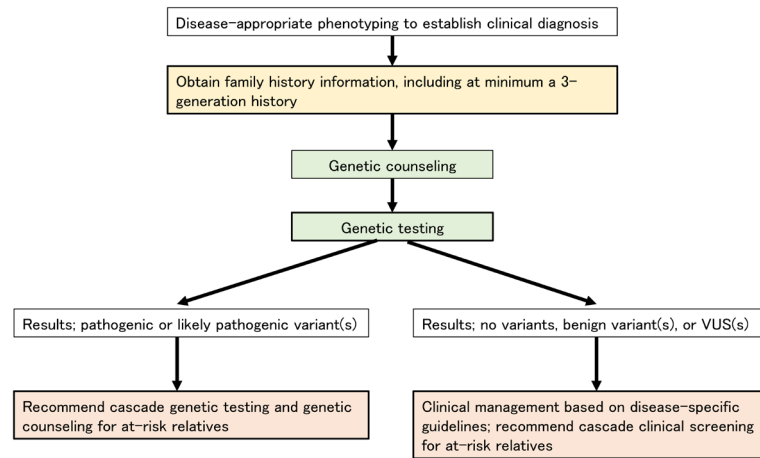 Disease-appropriate phenotyping to establish clinical diagnosis
Obtain family history information, including at minimum a 3-
generation history
Genetic counseling
Genetic testing
Results; pathogenic or likely pathogenic variant(s)
Results; no variants, benign variant(s), or VUS(s)
Recommend cascade genetic testing and genetic
counseling for at-risk relatives
Clinical management based on disease-specific
guidelines; recommend cascade clinical screening
for at-risk relatives